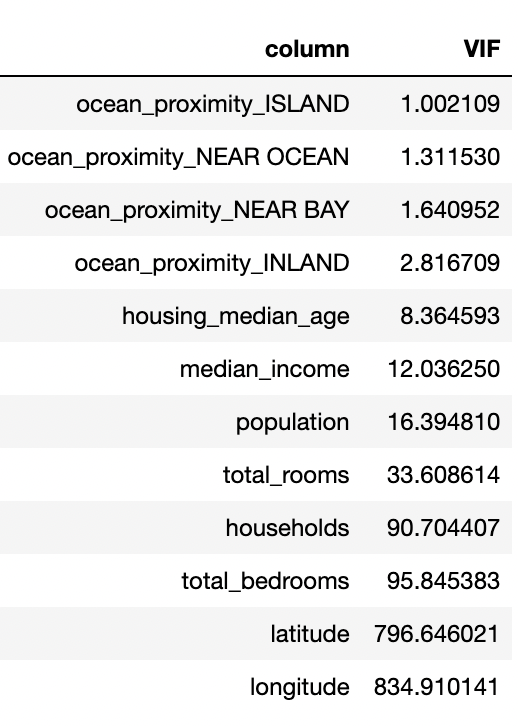 column VIF
ocean_proximity_ISLAND 1.002109
ocean_proximity_NEAR OCEAN 1.311530
ocean_proximity_NEAR BAY 1.640952
ocean_proximity_INLAND 2.816709
housing_median_age 8.364593
median_income 12.036250
population 16.394810
total_rooms 33.608614
households 90.704407
total_bedrooms 95.845383
latitude 796.646021
longitude 834.910141